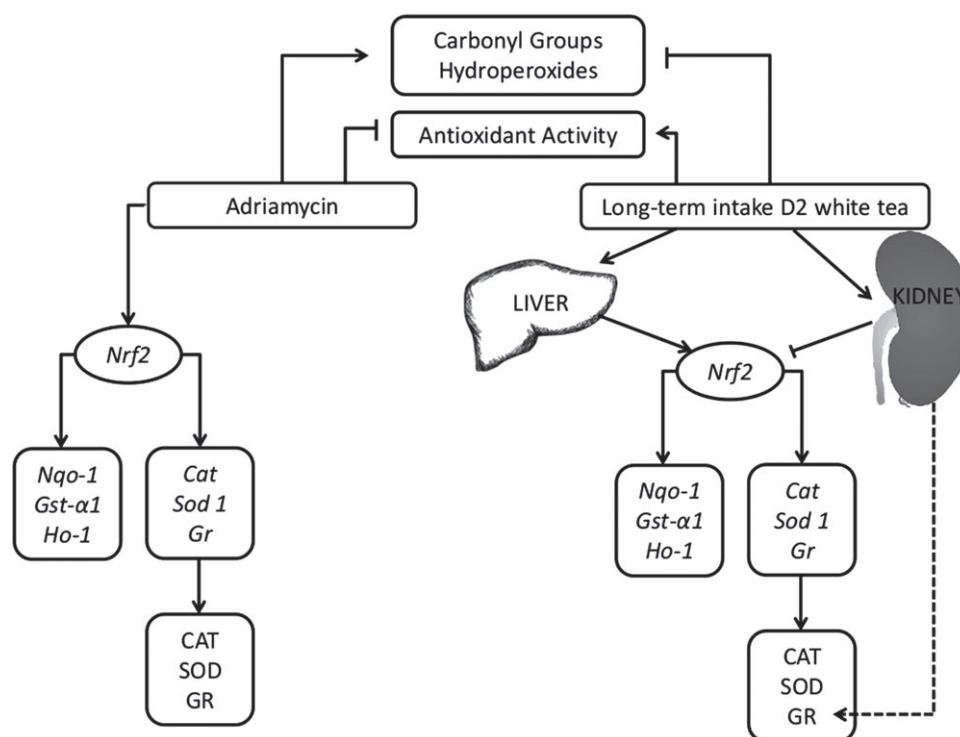 Carbonyl Groups
Hydroperoxides
Antioxidant Activity
Adriamycin
Long-term intake D2 white tea
LIVER
KIDNEY
Nrf2
Nqo-1
Gst-α1
Ho-1
Cat
Sod 1
Gr
CAT
SOD
GR
Nrf2
Nqo-1
Gst-α1
Ho-1
Cat
Sod 1
Gr
CAT
SOD
GR